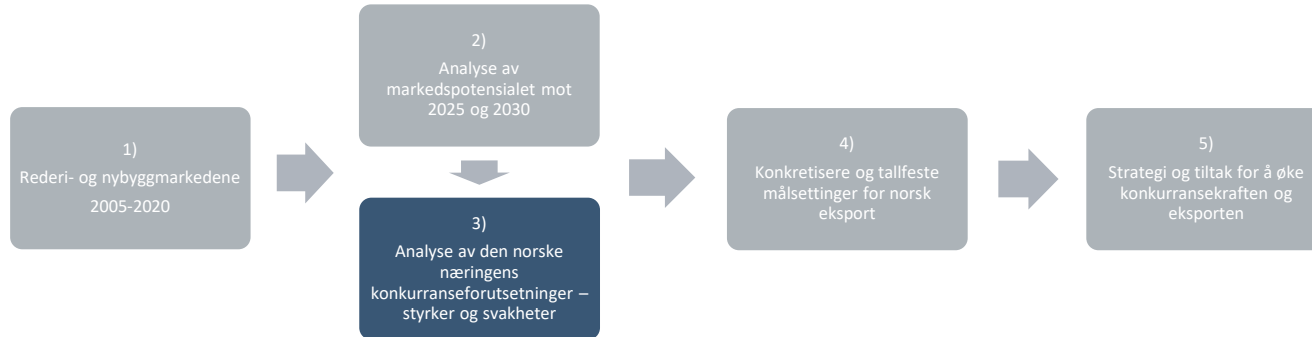 1)
Rederi- og nybyggmarkedene
2005-2020
2)
Analyse av
markedspotensialet mot
2025 og 2030
3)
Analyse av den norske
næringens
konkurranseforutsetninger –
styrker og svakheter
4)
Konkretisere og tallfeste
målsettinger for norsk
eksport
5)
Strategi og tiltak for å øke
konkurransekraften og
eksporten